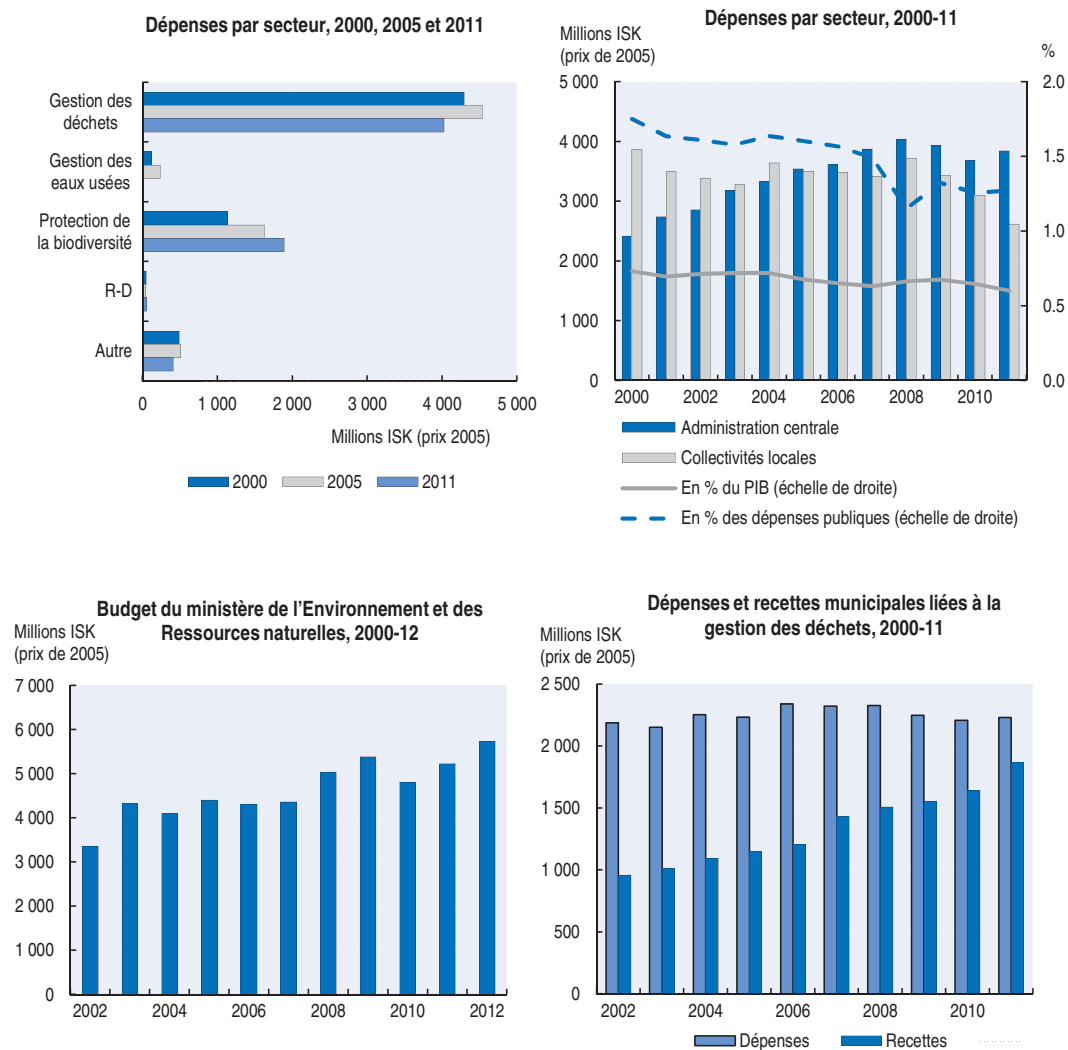 Dépenses par secteur, 2000, 2005 et 2011
Gestion des
déchets
Gestion des
eaux usées
Protection de
la biodiversité
R-D
Autre
0
1 000
2 000
3 000
4 000
5 000
Millions ISK (prix 2005)
2000
2005
2011
Dépenses par secteur, 2000-11
Millions ISK
(prix de 2005)
%
5 000
4 000
3 000
2 000
1 000
0
2.0
1.5
1.0
0.5
0.0
2000
2002
2004
2006
2008
2010
Administration centrale
Collectivités locales
En % du PIB (échelle de droite)
En % des dépenses publiques (échelle de droite)
Budget du ministère de l’Environnement et des
Ressources naturelles, 2000-12
Millions ISK
(prix de 2005)
7 000
6 000
5 000
4 000
3 000
2 000
1 000
0
2002
2004
2006
2008
2010
2012
Dépenses et recettes municipales liées à la
gestion des déchets, 2000-11
Millions ISK
(prix de 2005)
2 500
2 000
1 500
1 000
500
0
2002
2004
2006
2008
2010
Dépenses
Recettes